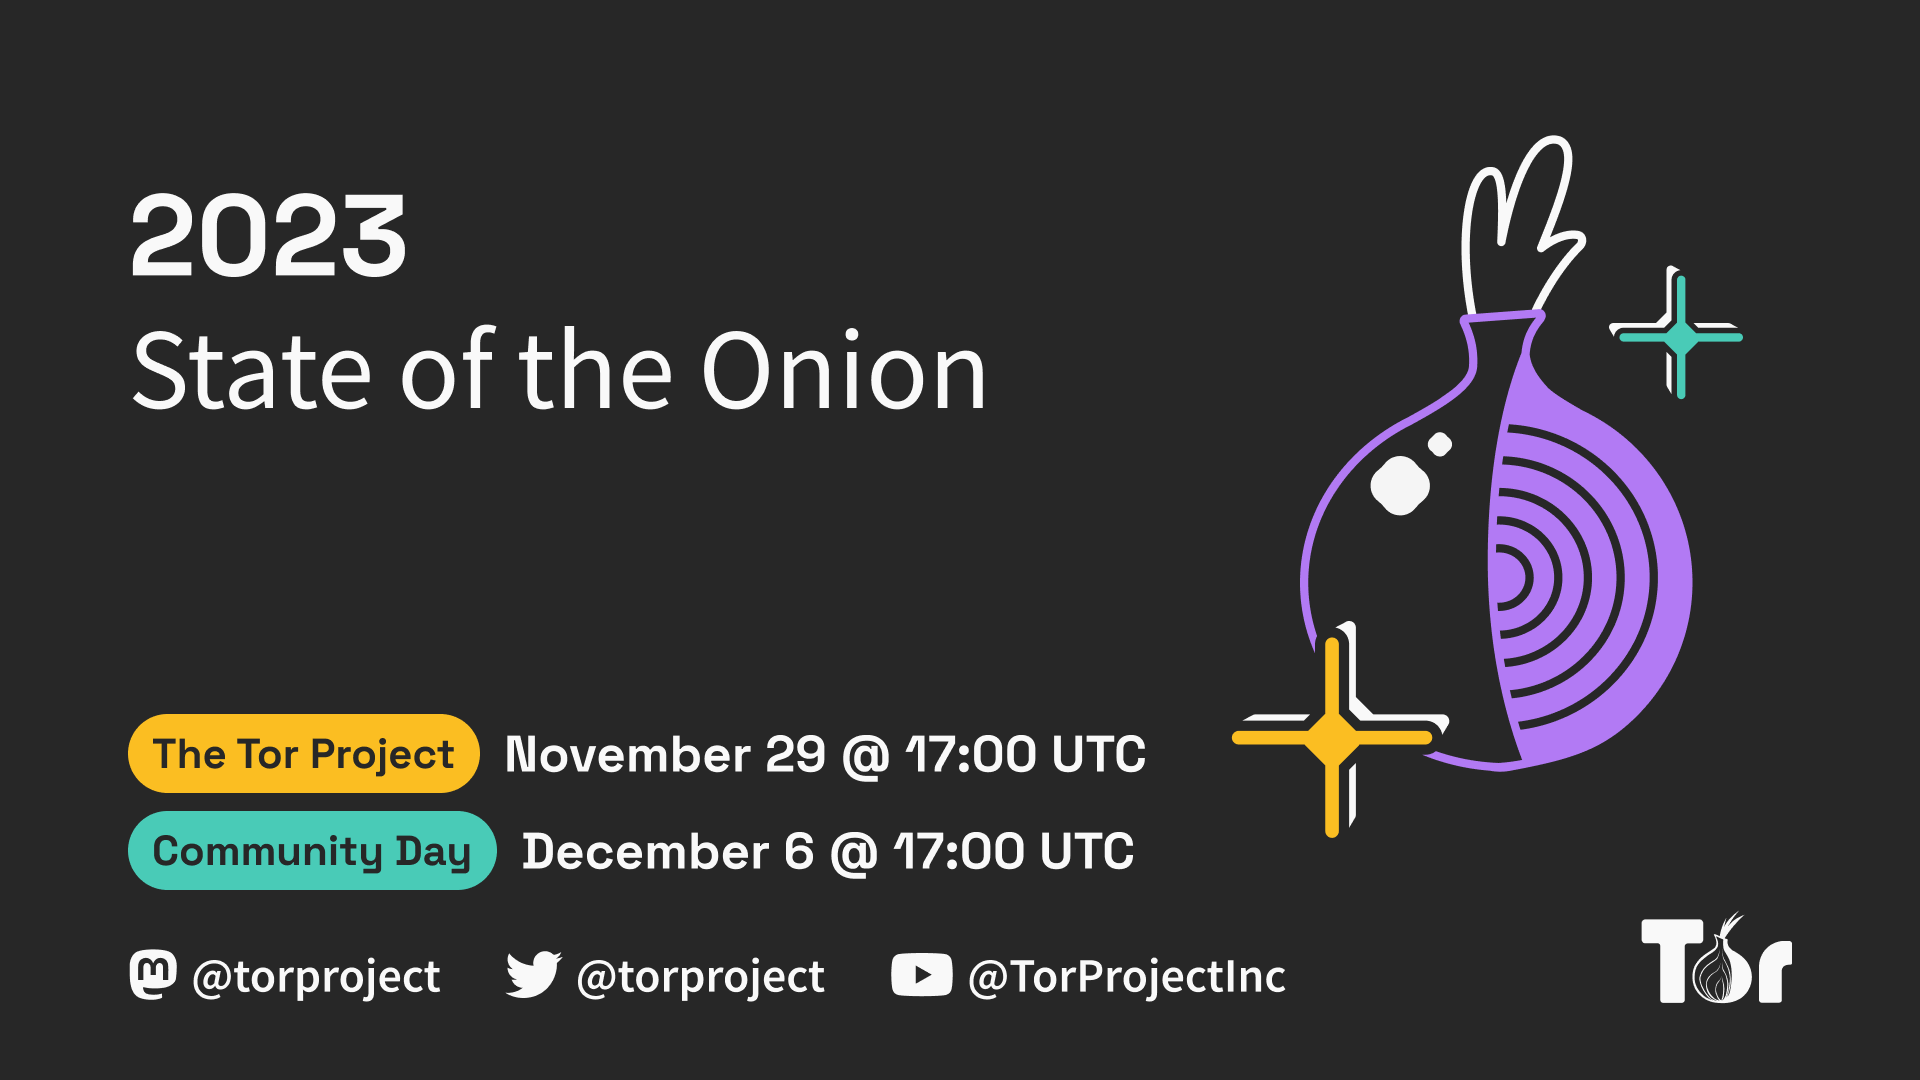 2023
State of the Onion
The Tor Project November 29 @ 17:00 UTC
Community Day December 6 @ 17:00 UTC
@torproject @torproject @TorProjectInc
Tor